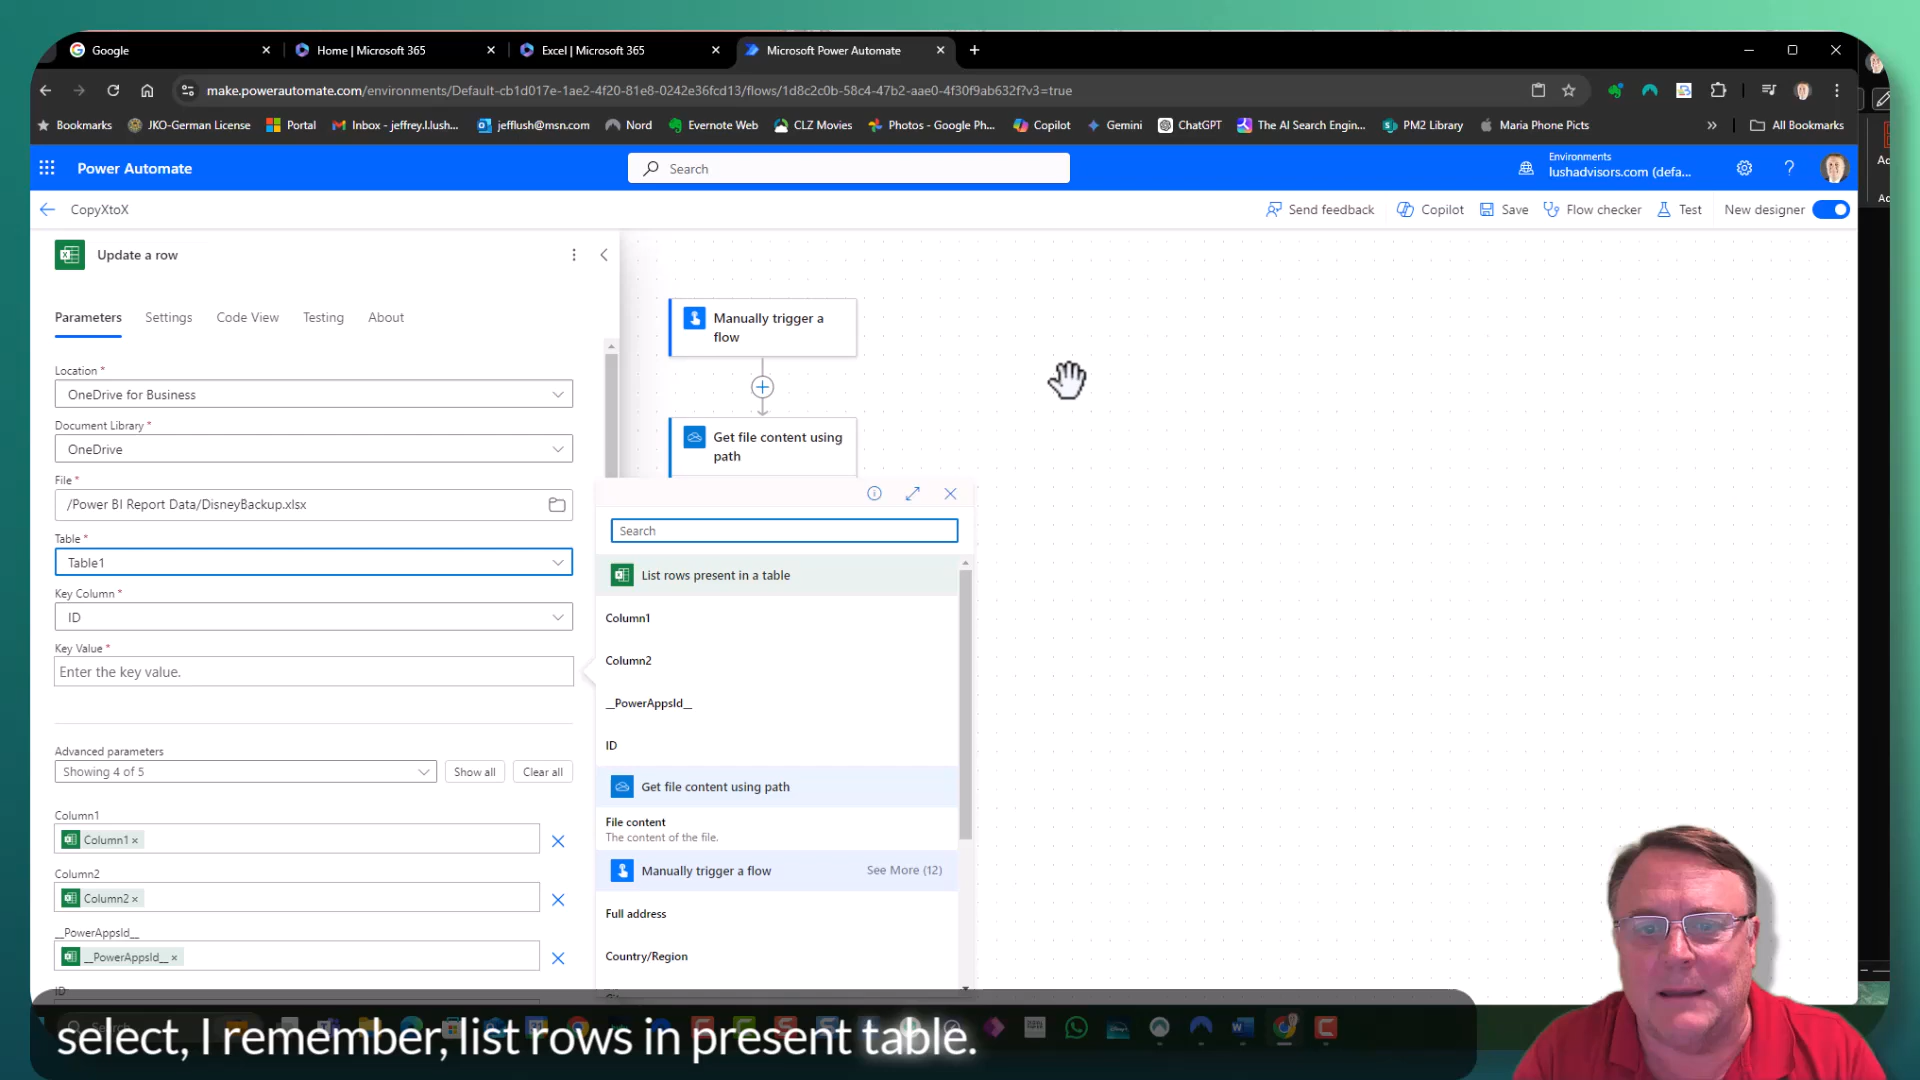 Google
Home | Microsoft 365
Excel | Microsoft 365
Microsoft Power Automate
make.powerautomate.com/environments/Default-cb1d017e-1ae2-4f20-81e8-0242e36fcd13/flows/1d8c2c0b-58c4-47b2-aae0-4f30f9ab632f?v3=true
Bookmarks
JKO-German License
Portal
Inbox - jeffrey.l.lush...
jefflush@msn.com
Nord
Evernote Web
CLZ Movies
Photos - Google Ph...
Copilot
Gemini
ChatGPT
The AI Search Engin...
PM2 Library
Maria Phone Picts
All Bookmarks
Power Automate
Search
Environments
lushadvisors.com (defa...
CopyXtoX
Send feedback
Copilot
Save
Flow checker
Test
New designer
Update a row
Parameters
Settings
Code View
Testing
About
Location *
OneDrive for Business
Document Library *
OneDrive
File *
/Power BI Report Data/DisneyBackup.xlsx
Table *
Table1
Key Column *
ID
Key Value *
Enter the key value.
Advanced parameters
Showing 4 of 5
Show all
Clear all
Column1
Column1 ×
Column2
Column2 ×
__PowerAppsId__
__PowerAppsId__ ×
ID
Manually trigger a
flow
Get file content using
path
Search
List rows present in a table
Column1
Column2
__PowerAppsId__
ID
Get file content using path
File content
The content of the file.
Manually trigger a flow
See More (12)
Full address
Country/Region
select, I remember, list rows in present table.